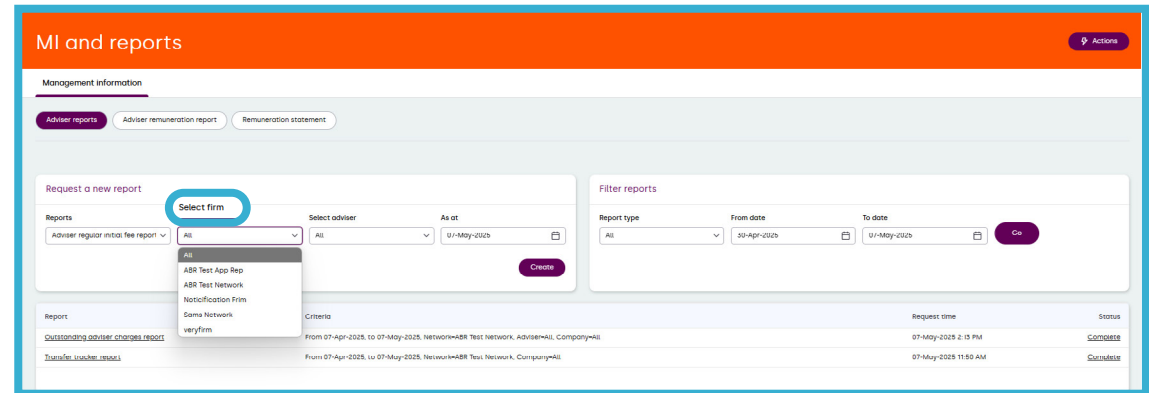 MI and reports
Actions
Management information
Adviser reports
Adviser remuneration report
Remuneration statement
Request a new report
Select firm
Reports
Select adviser
As at
Adviser regular initial fee report
All
All
07-May-2025
All
ABR Test App Rep
ABR Test Network
Noticification Frim
Sams Network
veryfirm
Create
Filter reports
Report type
From date
To date
All
30-Apr-2025
07-May-2025
Go
Report
Criteria
Request time
Status
Outstanding adviser charges report
From 07-Apr-2025, to 07-May-2025, Network=ABR Test Network, Adviser=All, Company=All
07-May-2025 2:13 PM
Complete
Transfer tracker report
From 07-Apr-2025, to 07-May-2025, Network=ABR Test Network, Company=All
07-May-2025 11:50 AM
Complete